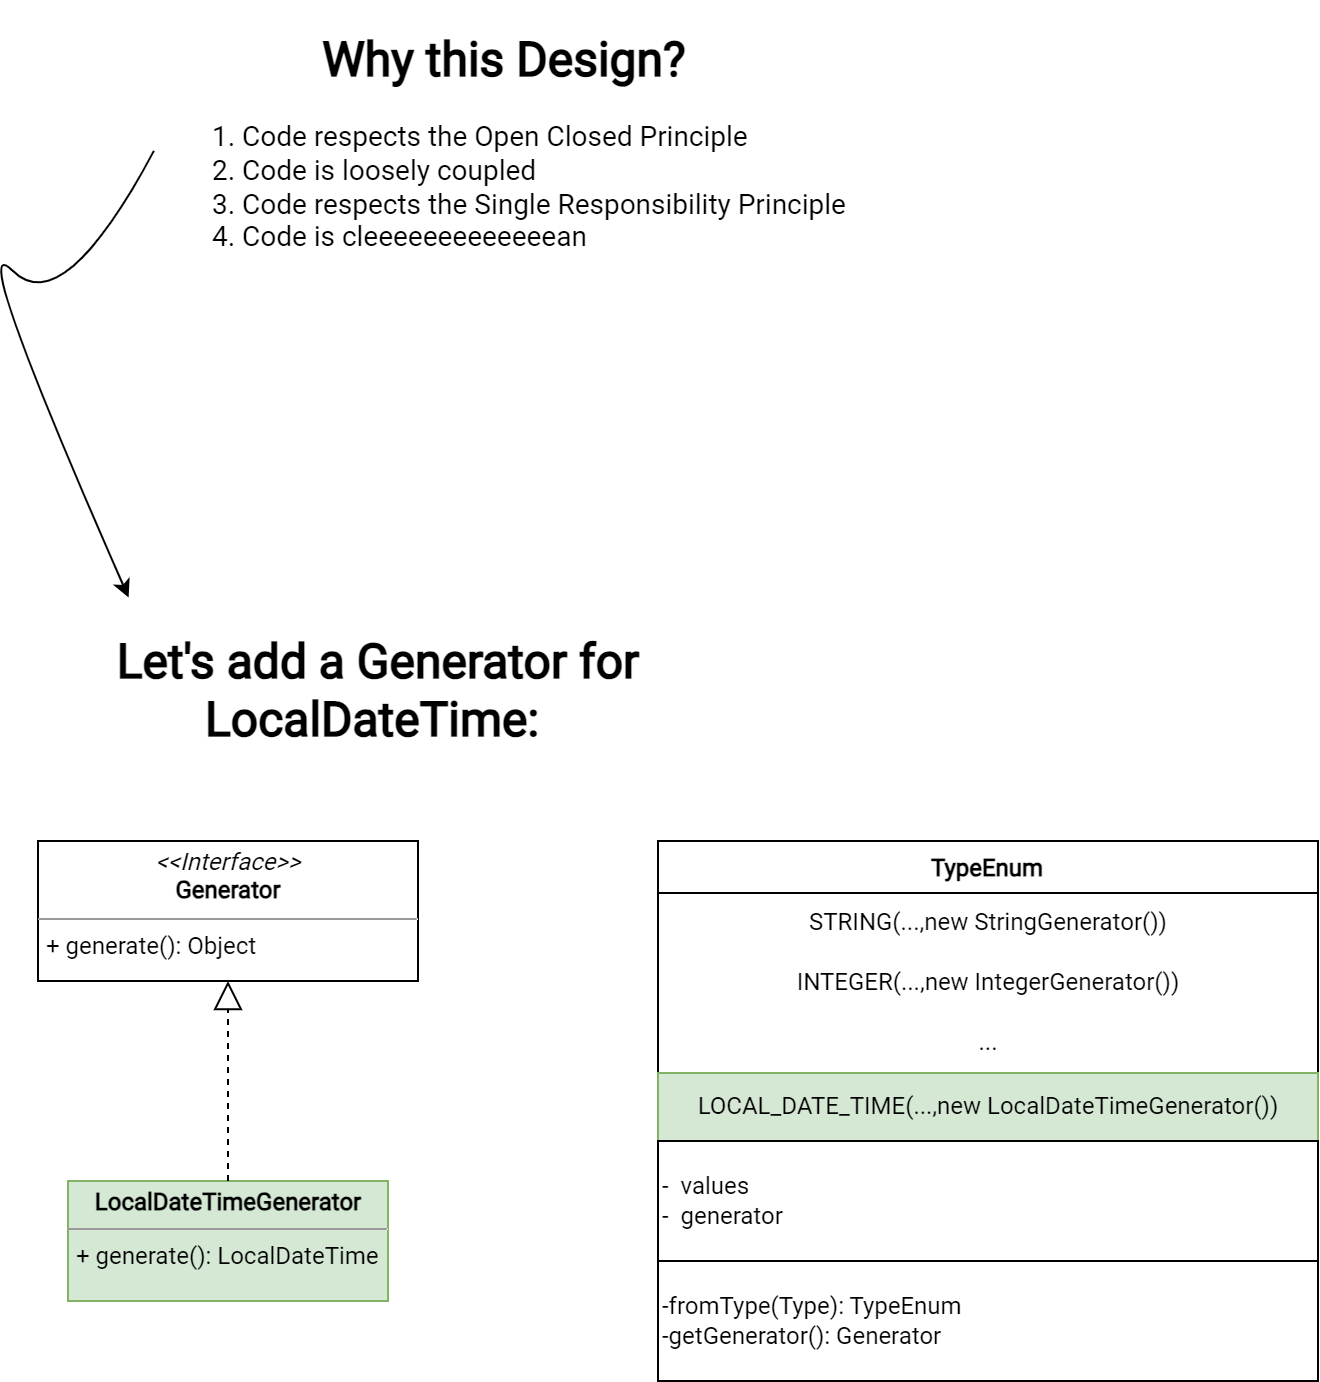 Why this Design?
1. Code respects the Open Closed Principle
2. Code is loosely coupled
3. Code respects the Single Responsibility Principle
4. Code is cleeeeeeeeeeeeean
Let's add a Generator for
LocalDateTime:
<<Interface>>
Generator
+ generate(): Object
LocalDateTimeGenerator
+ generate(): LocalDateTime
TypeEnum
STRING(...,new StringGenerator())
INTEGER(...,new IntegerGenerator())
...
LOCAL_DATE_TIME(...,new LocalDateTimeGenerator())
- values
- generator
-fromType(Type): TypeEnum
-getGenerator(): Generator